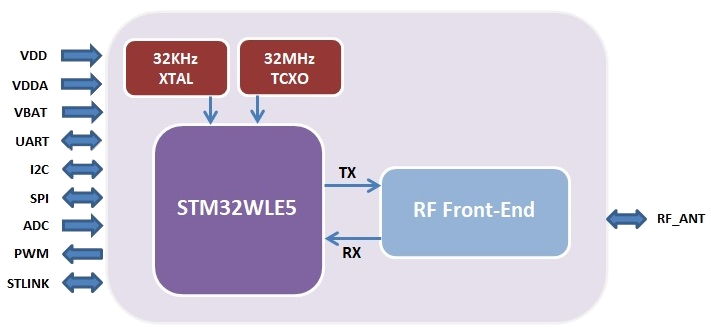 32KHz
XTAL
32MHz
TCXO
VDD
VDDA
VBAT
UART
I2C
SPI
ADC
PWM
STLINK
STM32WLE5
TX
RX
RF Front-End
RF_ANT